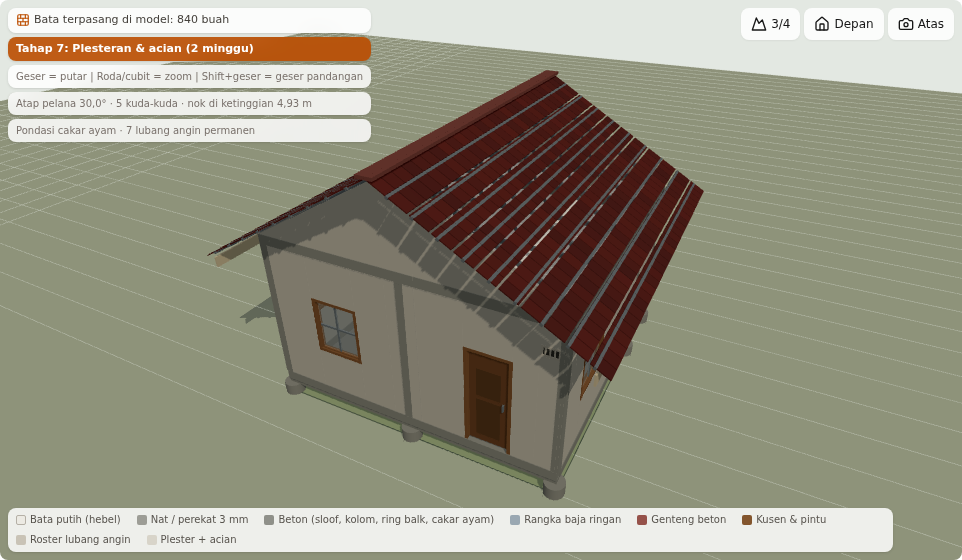 Bata terpasang di model: 840 buah
3/4
Depan
Atas
Tahap 7: Plesteran & acian (2 minggu)
Geser = putar | Roda/cubit = zoom | Shift+geser = geser pandangan
Atap pelana 30,0° · 5 kuda-kuda · nok di ketinggian 4,93 m
Pondasi cakar ayam · 7 lubang angin permanen
Bata putih (hebel)
Nat / perekat 3 mm
Beton (sloof, kolom, ring balk, cakar ayam)
Rangka baja ringan
Genteng beton
Kusen & pintu
Roster lubang angin
Plester + acian